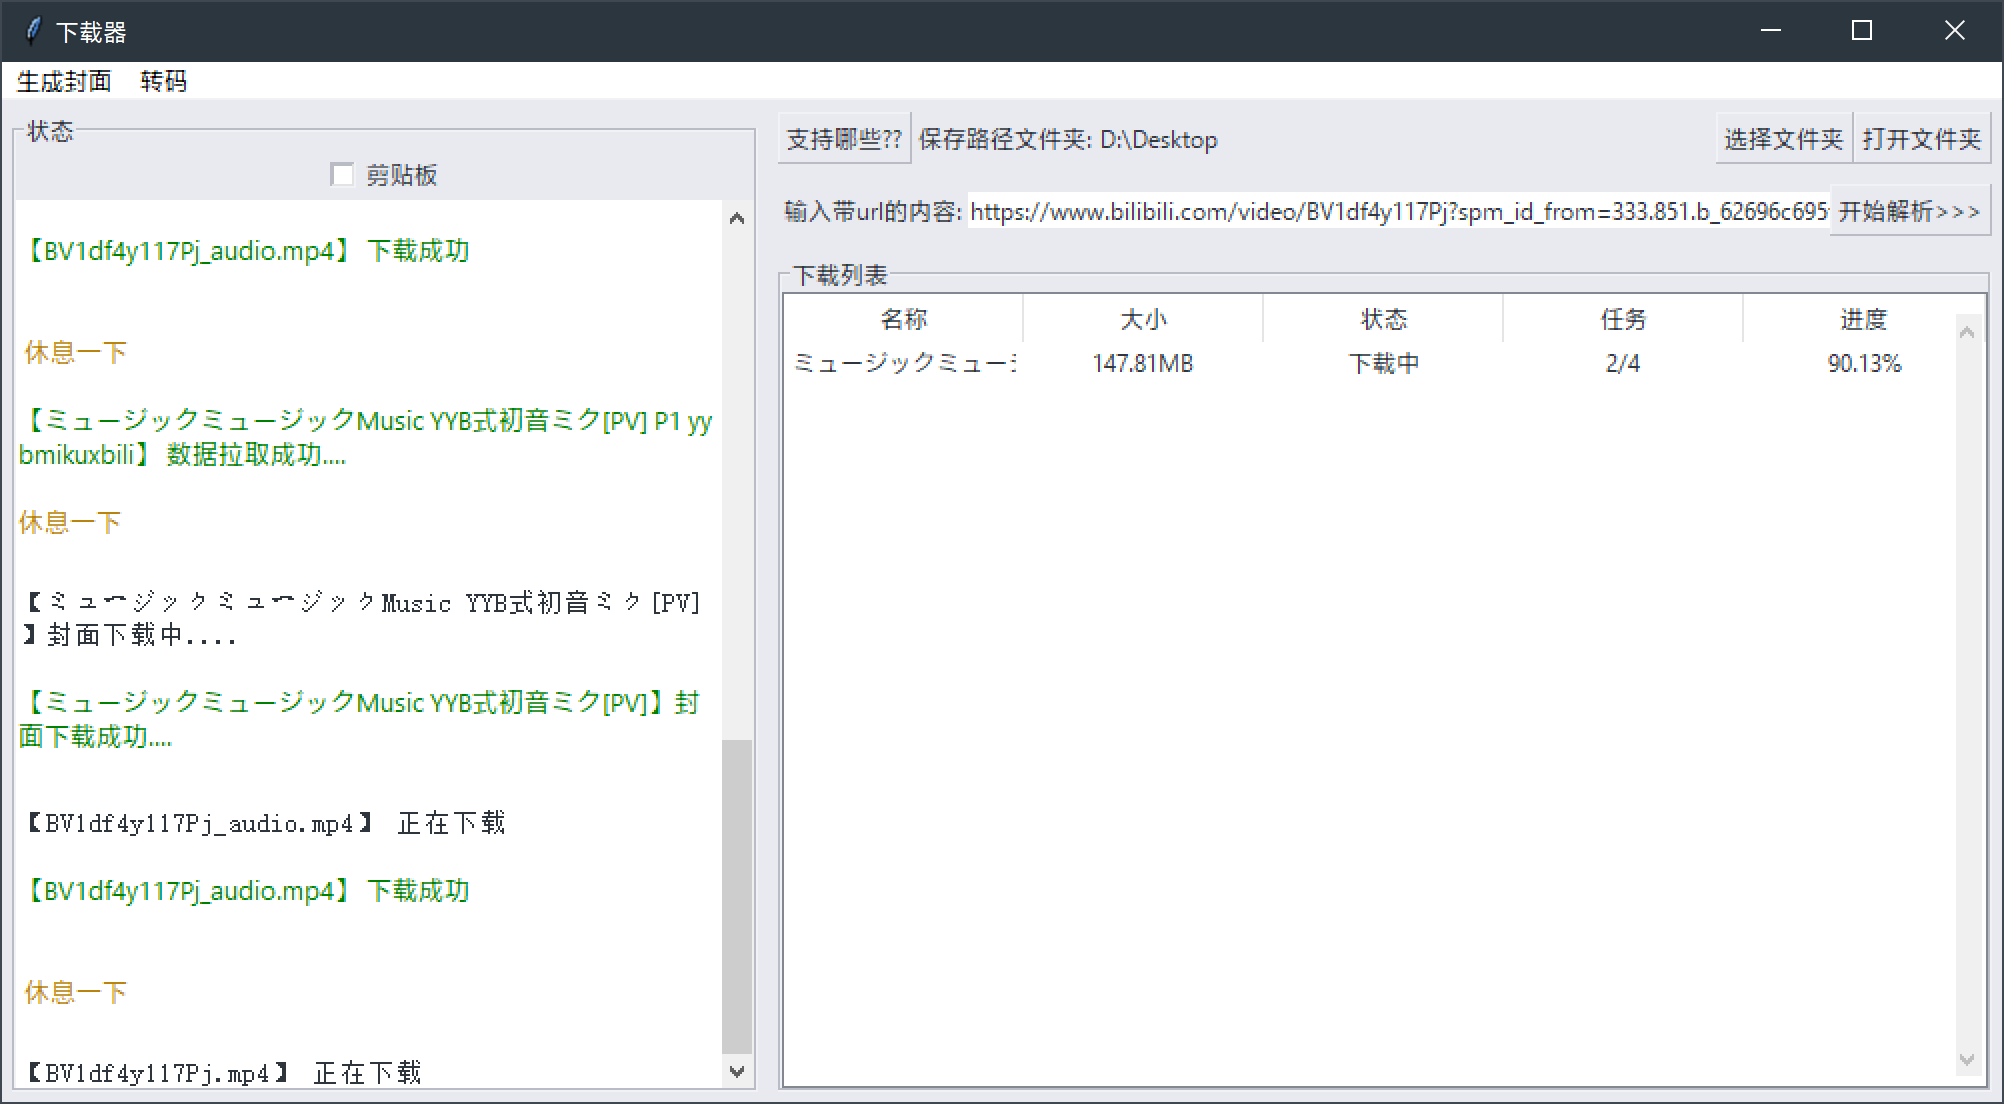 下载器
生成封面 转码
状态
剪贴板
【BV1df4y117Pj_audio.mp4】 下载成功
休息一下
【ミュージックミュージックMusic YYB式初音ミク[PV] P1 yy
bmikuxbili】 数据拉取成功....
休息一下
【ミュージックミュージックMusic YYB式初音ミク[PV]
】封面下载中....
【ミュージックミュージックMusic YYB式初音ミク[PV]】封
面下载成功....
【BV1df4y117Pj_audio.mp4】 正在下载
【BV1df4y117Pj_audio.mp4】 下载成功
休息一下
【BV1df4y117Pj.mp4】 正在下载
支持哪些?? 保存路径文件夹: D:\Desktop 选择文件夹 打开文件夹
输入带url的内容: https://www.bilibili.com/video/BV1df4y117Pj?spm_id_from=333.851.b_62696c695 开始解析>>>
下载列表
名称 大小 状态 任务 进度
ミュージックミュー 147.81MB 下载中 2/4 90.13%